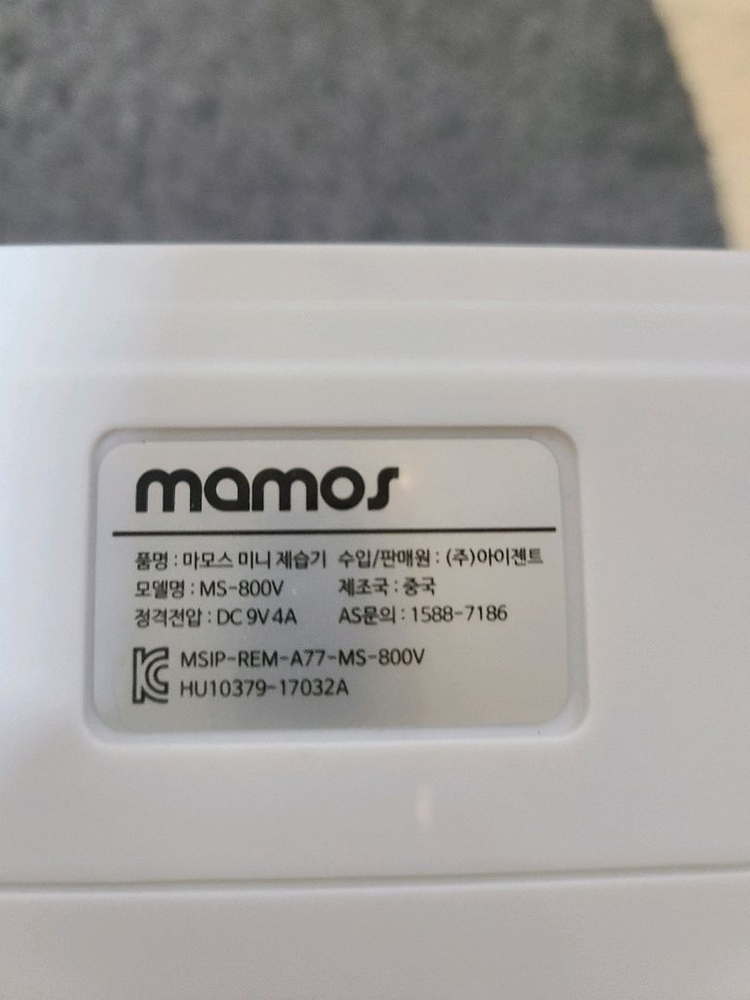 mamos
품명 : 마모스 미니 제습기 수입/판매원 : (주)아이젠트
모델명 : MS-800V 제조국 : 중국
정격전압 : DC 9V 4A AS문의 : 1588-7186
MSIP-REM-A77-MS-800V
HU10379-17032A